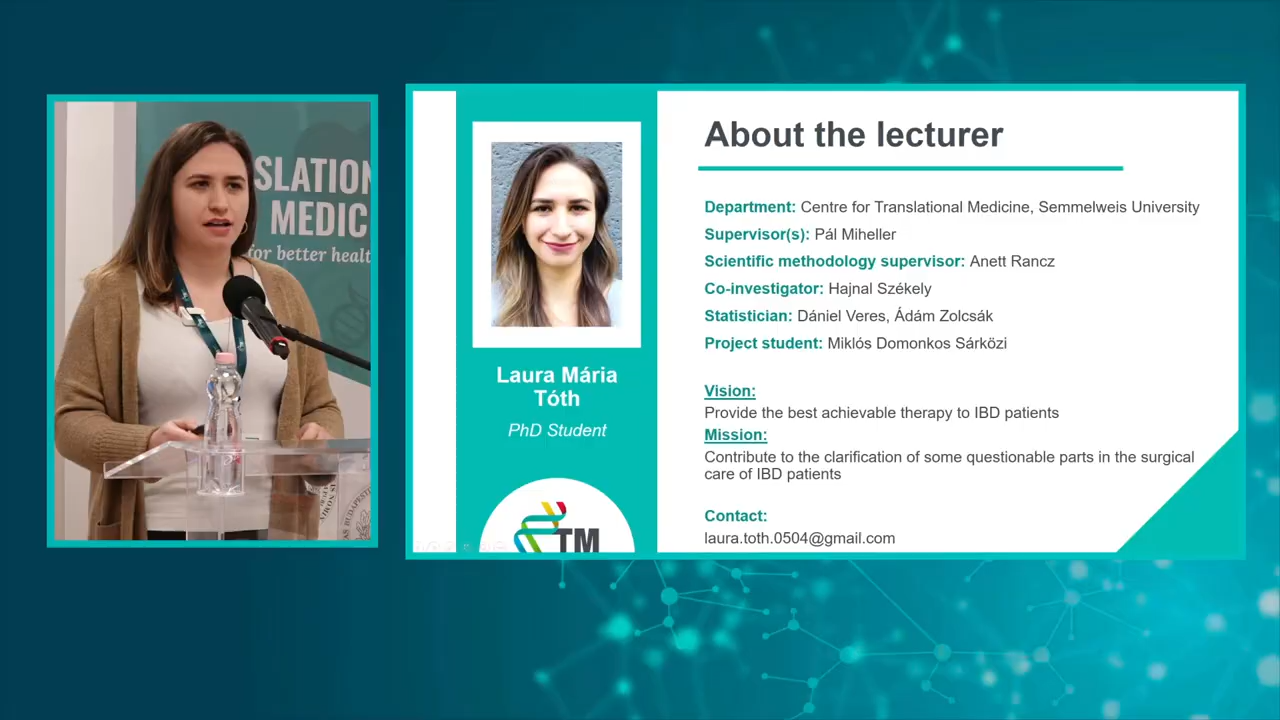 SLATION
MEDIC
for better healt
About the lecturer
Department: Centre for Translational Medicine, Semmelweis University
Supervisor(s): Pál Miheller
Scientific methodology supervisor: Anett Rancz
Co-investigator: Hajnal Székely
Statistician: Dániel Veres, Ádám Zolcsák
Project student: Miklós Domonkos Sárközi
Laura Mária
Tóth
PhD Student
TM
Vision:
Provide the best achievable therapy to IBD patients
Mission:
Contribute to the clarification of some questionable parts in the surgical
care of IBD patients
Contact:
laura.toth.0504@gmail.com